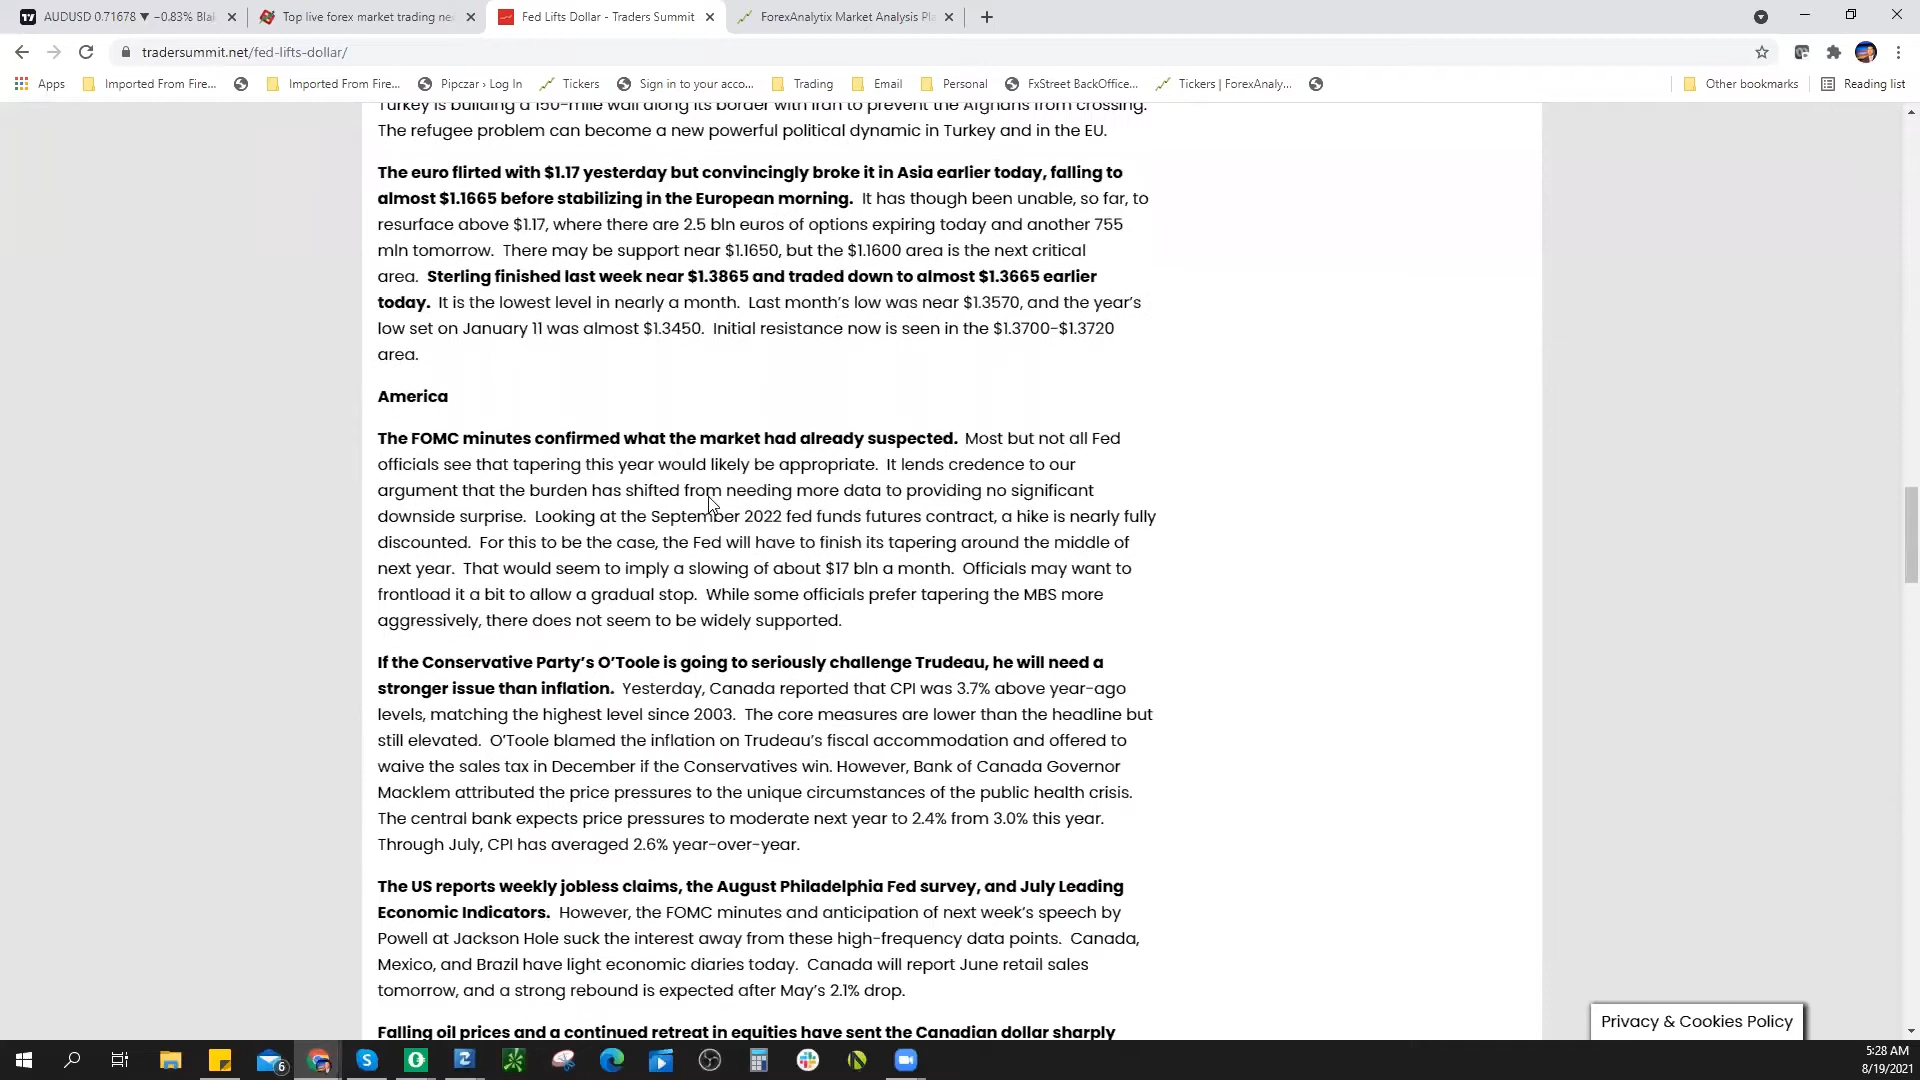 AUDUSD 0.71678 ▼ −0.83% Bla
Top live forex market trading ne
Fed Lifts Dollar - Traders Summit
ForexAnalytix Market Analysis Pl
tradersummit.net/fed-lifts-dollar/
Apps
Imported From Fire...
Imported From Fire...
Pipczar › Log In
Tickers
Sign in to your acco...
Trading
Email
Personal
FxStreet BackOffice...
Tickers | ForexAnaly...
Other bookmarks
Reading list
Turkey is building a 150-mile wall along its border with Iran to prevent the Afghans from crossing.
The refugee problem can become a new powerful political dynamic in Turkey and in the EU.
The euro flirted with $1.17 yesterday but convincingly broke it in Asia earlier today, falling to
almost $1.1665 before stabilizing in the European morning. It has though been unable, so far, to
resurface above $1.17, where there are 2.5 bln euros of options expiring today and another 755
mln tomorrow. There may be support near $1.1650, but the $1.1600 area is the next critical
area. Sterling finished last week near $1.3865 and traded down to almost $1.3665 earlier
today. It is the lowest level in nearly a month. Last month's low was near $1.3570, and the year's
low set on January 11 was almost $1.3450. Initial resistance now is seen in the $1.3700-$1.3720
area.
America
The FOMC minutes confirmed what the market had already suspected. Most but not all Fed
officials see that tapering this year would likely be appropriate. It lends credence to our
argument that the burden has shifted from needing more data to providing no significant
downside surprise. Looking at the September 2022 fed funds futures contract, a hike is nearly fully
discounted. For this to be the case, the Fed will have to finish its tapering around the middle of
next year. That would seem to imply a slowing of about $17 bln a month. Officials may want to
frontload it a bit to allow a gradual stop. While some officials prefer tapering the MBS more
aggressively, there does not seem to be widely supported.
If the Conservative Party's O'Toole is going to seriously challenge Trudeau, he will need a
stronger issue than inflation. Yesterday, Canada reported that CPI was 3.7% above year-ago
levels, matching the highest level since 2003. The core measures are lower than the headline but
still elevated. O'Toole blamed the inflation on Trudeau's fiscal accommodation and offered to
waive the sales tax in December if the Conservatives win. However, Bank of Canada Governor
Macklem attributed the price pressures to the unique circumstances of the public health crisis.
The central bank expects price pressures to moderate next year to 2.4% from 3.0% this year.
Through July, CPI has averaged 2.6% year-over-year.
The US reports weekly jobless claims, the August Philadelphia Fed survey, and July Leading
Economic Indicators. However, the FOMC minutes and anticipation of next week's speech by
Powell at Jackson Hole suck the interest away from these high-frequency data points. Canada,
Mexico, and Brazil have light economic diaries today. Canada will report June retail sales
tomorrow, and a strong rebound is expected after May's 2.1% drop.
Falling oil prices and a continued retreat in equities have sent the Canadian dollar sharply
Privacy & Cookies Policy
6
5:28 AM
8/19/2021